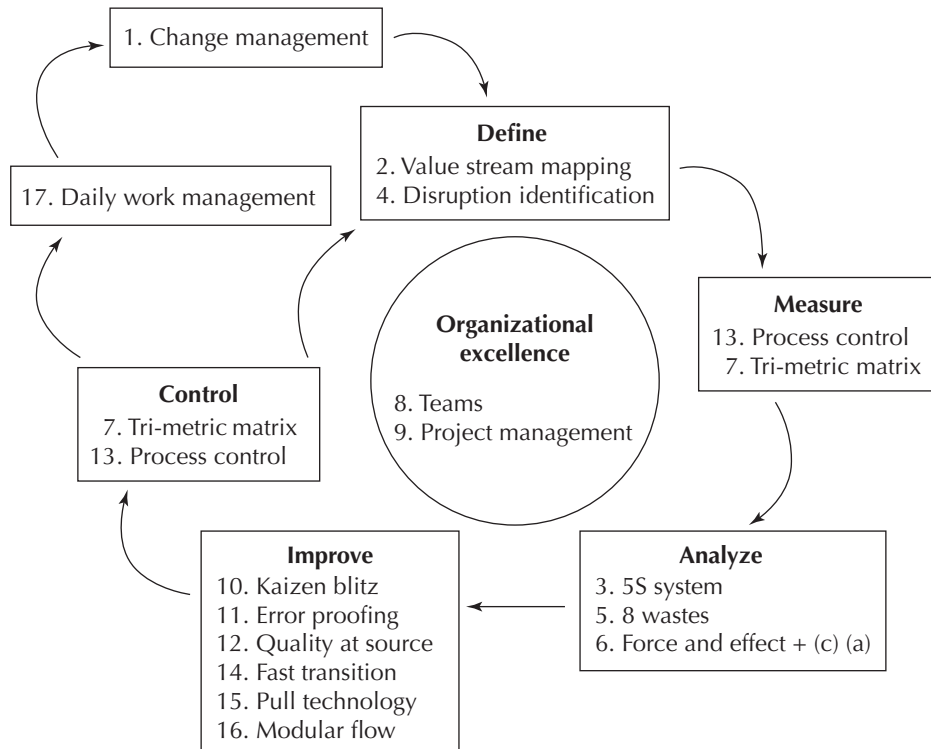 1. Change management
Define
2. Value stream mapping
4. Disruption identification
17. Daily work management
Measure
13. Process control
7. Tri-metric matrix
Organizational
excellence
8. Teams
9. Project management
Control
7. Tri-metric matrix
13. Process control
Improve
10. Kaizen blitz
11. Error proofing
12. Quality at source
14. Fast transition
15. Pull technology
16. Modular flow
Analyze
3. 5S system
5. 8 wastes
6. Force and effect + (c) (a)